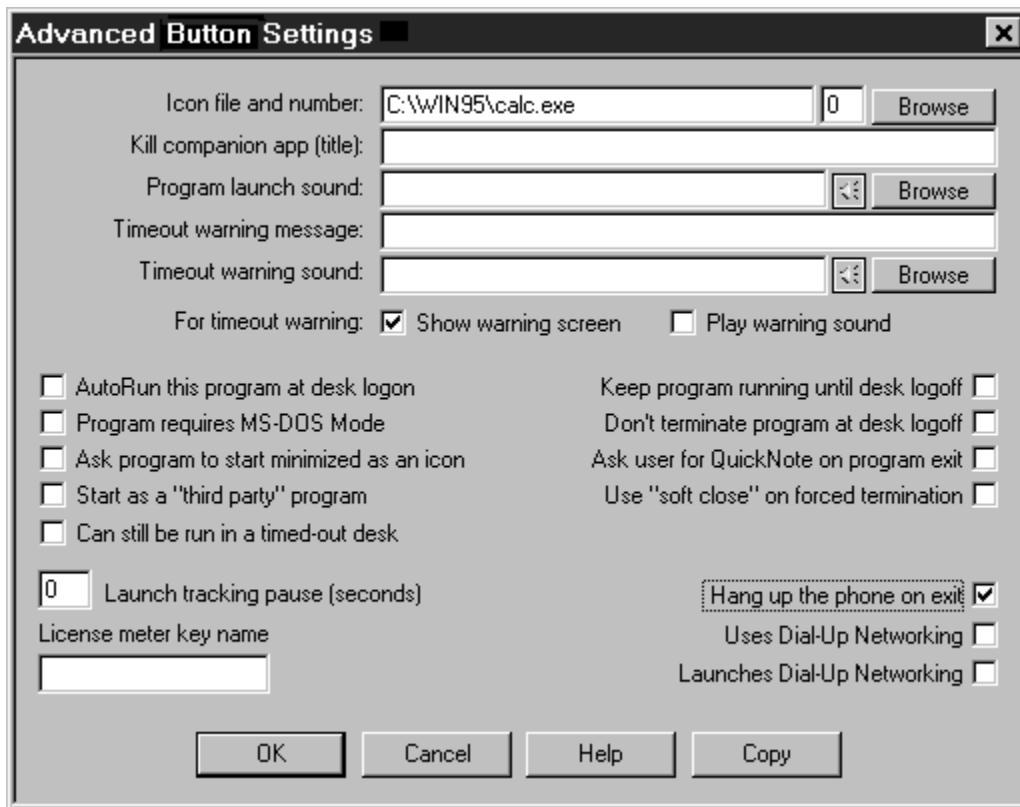 Advanced Button Settings
Icon file and number: C:\WIN95\calc.exe 0 Browse
Kill companion app (title):
Program launch sound: Browse
Timeout warning message:
Timeout warning sound: Browse
For timeout warning: Show warning screen Play warning sound
AutoRun this program at desk logon Keep program running until desk logoff
Program requires MS-DOS Mode Don't terminate program at desk logoff
Ask program to start minimized as an icon Ask user for QuickNote on program exit
Start as a "third party" program Use "soft close" on forced termination
Can still be run in a timed-out desk
0 Launch tracking pause (seconds) Hang up the phone on exit
License meter key name Uses Dial-Up Networking
Launches Dial-Up Networking
OK Cancel Help Copy